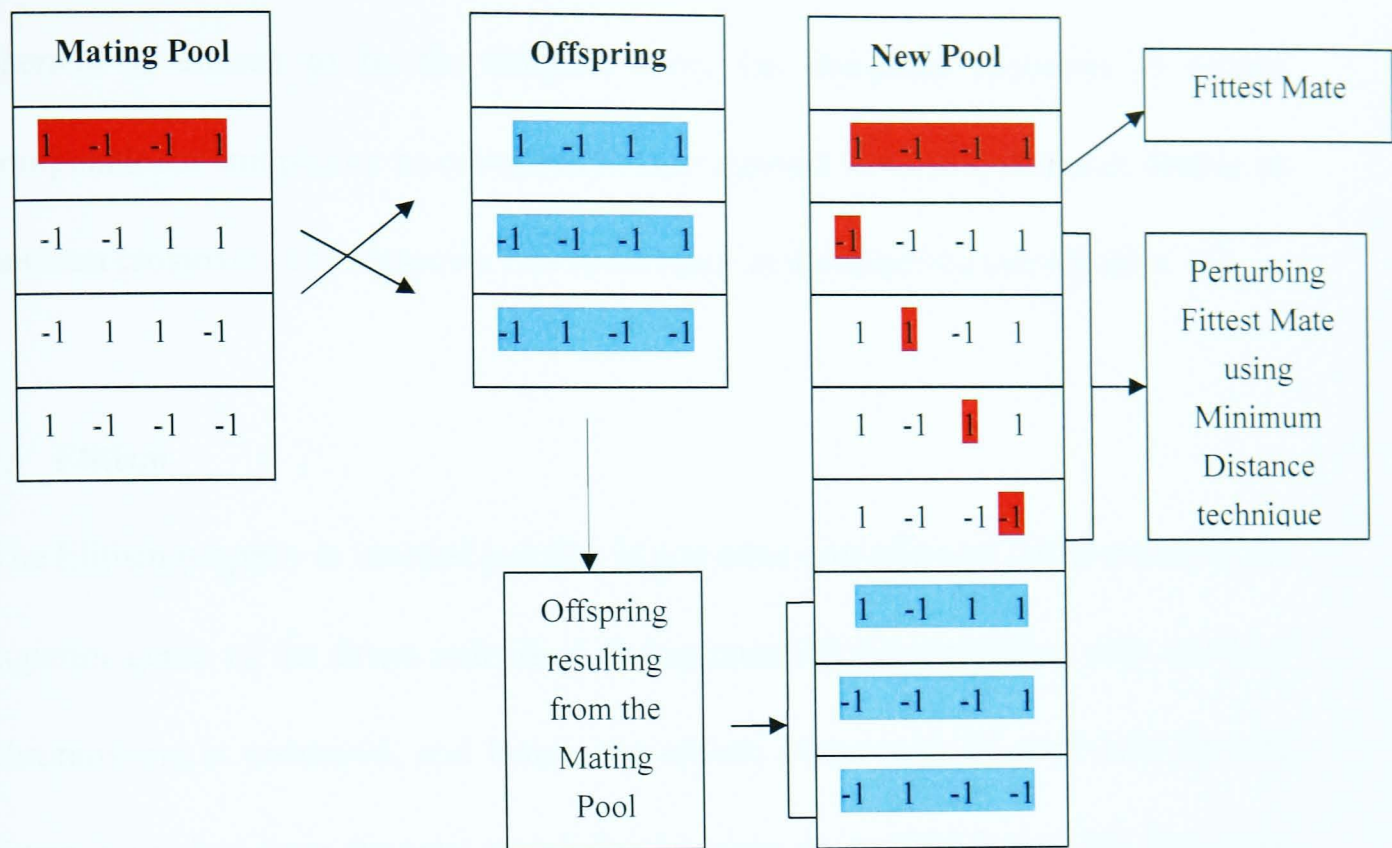 Mating Pool
1 -1 -1 1
-1 -1 1 1
-1 1 1 -1
1 -1 -1 -1
Offspring
1 -1 1 1
-1 -1 -1 1
-1 1 -1 -1
Offspring
resulting
from the
Mating
Pool
New Pool
1 -1 -1 1
-1 -1 -1 1
1 1 -1 1
1 -1 1 1
1 -1 -1 -1
1 -1 1 1
-1 -1 -1 1
-1 1 -1 -1
Fittest Mate
Perturbing
Fittest Mate
using
Minimum
Distance
technique